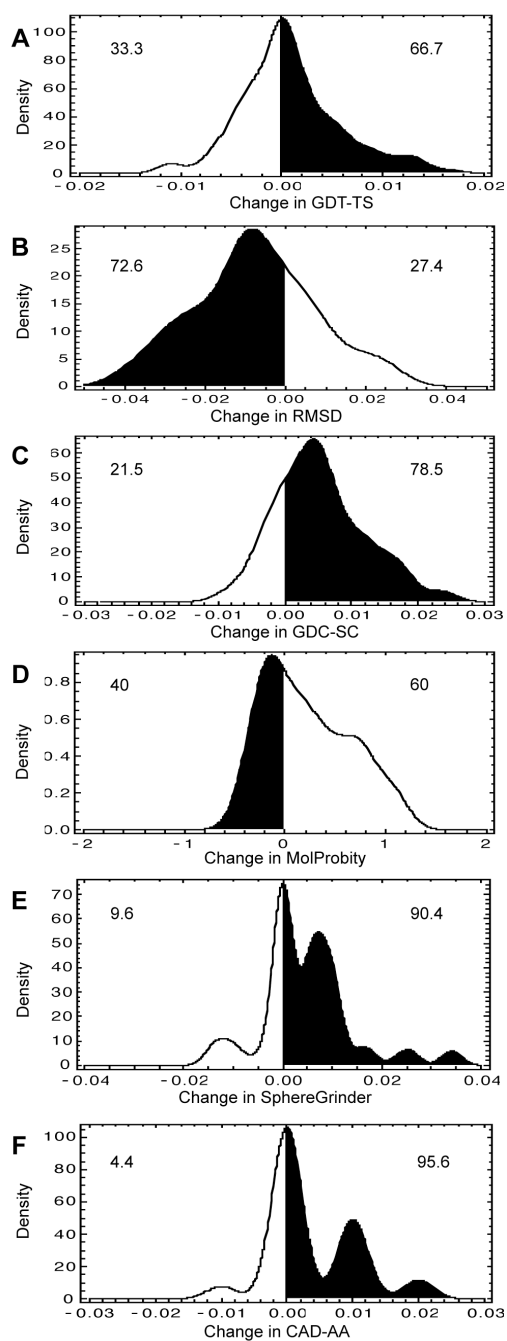 A
33.3 66.7
Density
100
80
60
40
20
0
-0.02 -0.01 0.00 0.01 0.02
Change in GDT-TS
B
72.6 27.4
Density
25
20
15
10
5
0
-0.04 -0.02 0.00 0.02 0.04
Change in RMSD
C
21.5 78.5
Density
60
50
40
30
20
10
0
-0.03 -0.02 -0.01 0.00 0.01 0.02 0.03
Change in GDC-SC
D
40 60
Density
0.8
0.6
0.4
0.2
0.0
-2 -1 0 1 2
Change in MolProbity
E
9.6 90.4
Density
70
60
50
40
30
20
10
0
-0.04 -0.02 0.00 0.02 0.04
Change in SphereGrinder
F
4.4 95.6
Density
100
80
60
40
20
0
-0.03 -0.02 -0.01 0.00 0.01 0.02 0.03
Change in CAD-AA